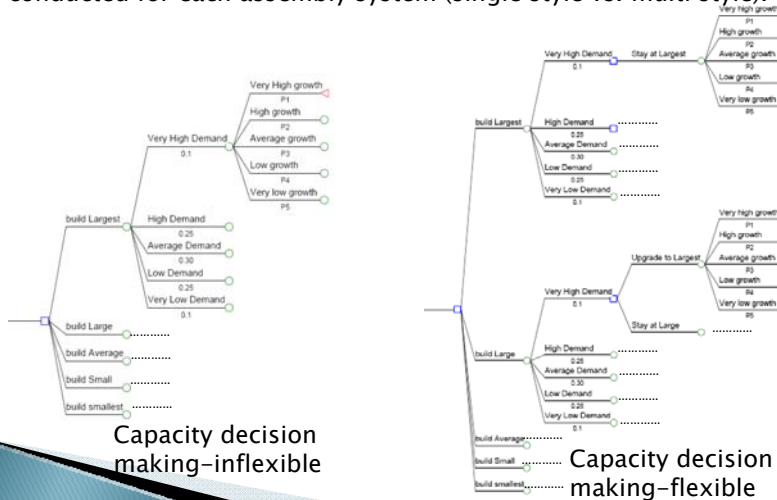 conducted for each assembly system (single style vs. multi style).
Very High growth
P1
High growth
P2
Average growth
P3
Low growth
P4
Very low growth
P5
Very High Demand
0.1
build Largest
High Demand
0.25
Average Demand
0.30
Low Demand
0.25
Very Low Demand
0.1
build Large
build Average
build Small
build smallest
Capacity decision
making-inflexible
Very high growth
P1
High growth
P2
Average growth
P3
Low growth
P4
Very low growth
P5
Very High Demand
0.1
Stay at Largest
build Largest
High Demand
0.25
Average Demand
0.30
Low Demand
0.25
Very Low Demand
0.1
Very high growth
P1
High growth
P2
Average growth
P3
Low growth
P4
Very low growth
P5
Upgrade to Largest
Very High Demand
0.1
Stay at Large
build Large
High Demand
0.25
Average Demand
0.30
Low Demand
0.25
Very Low Demand
0.1
build Average
build Small
build smallest
Capacity decision
making-flexible